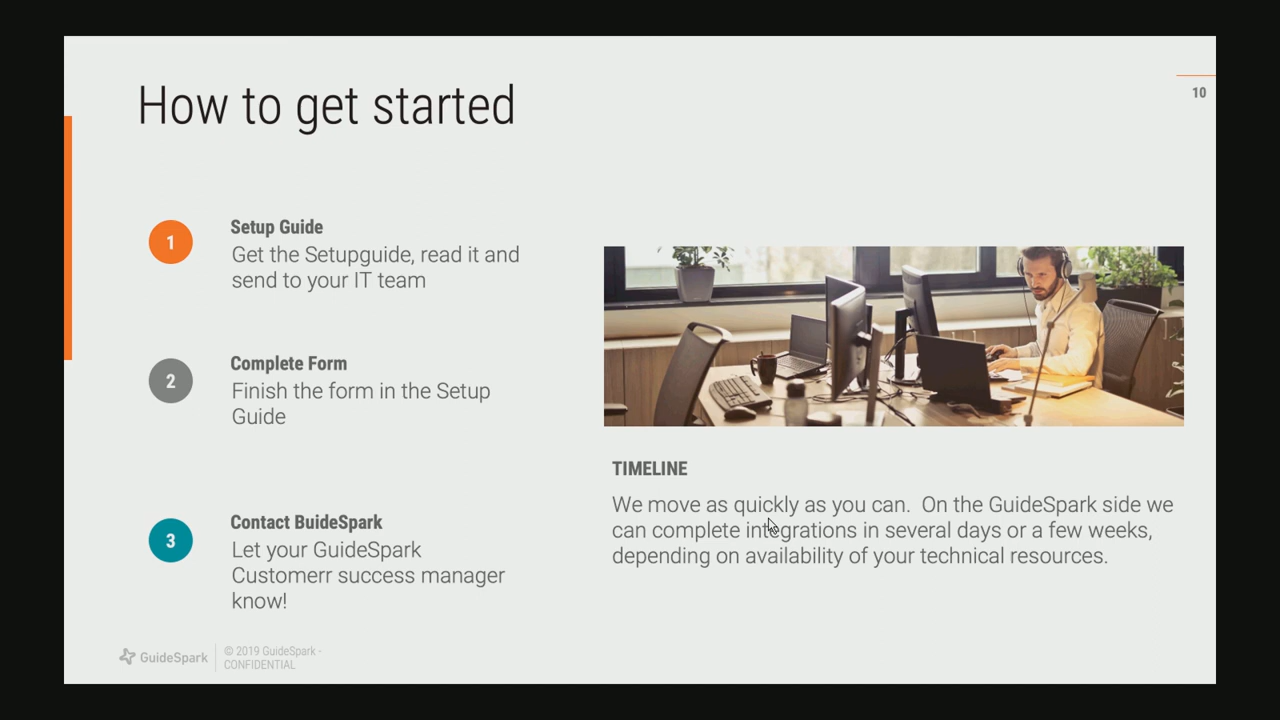 How to get started
10
1
Setup Guide
Get the Setupguide, read it and
send to your IT team
2
Complete Form
Finish the form in the Setup
Guide
3
Contact BuideSpark
Let your GuideSpark
Customerr success manager
know!
TIMELINE
We move as quickly as you can.  On the GuideSpark side we
can complete integrations in several days or a few weeks,
depending on availability of your technical resources.
GuideSpark
© 2019 GuideSpark -
CONFIDENTIAL